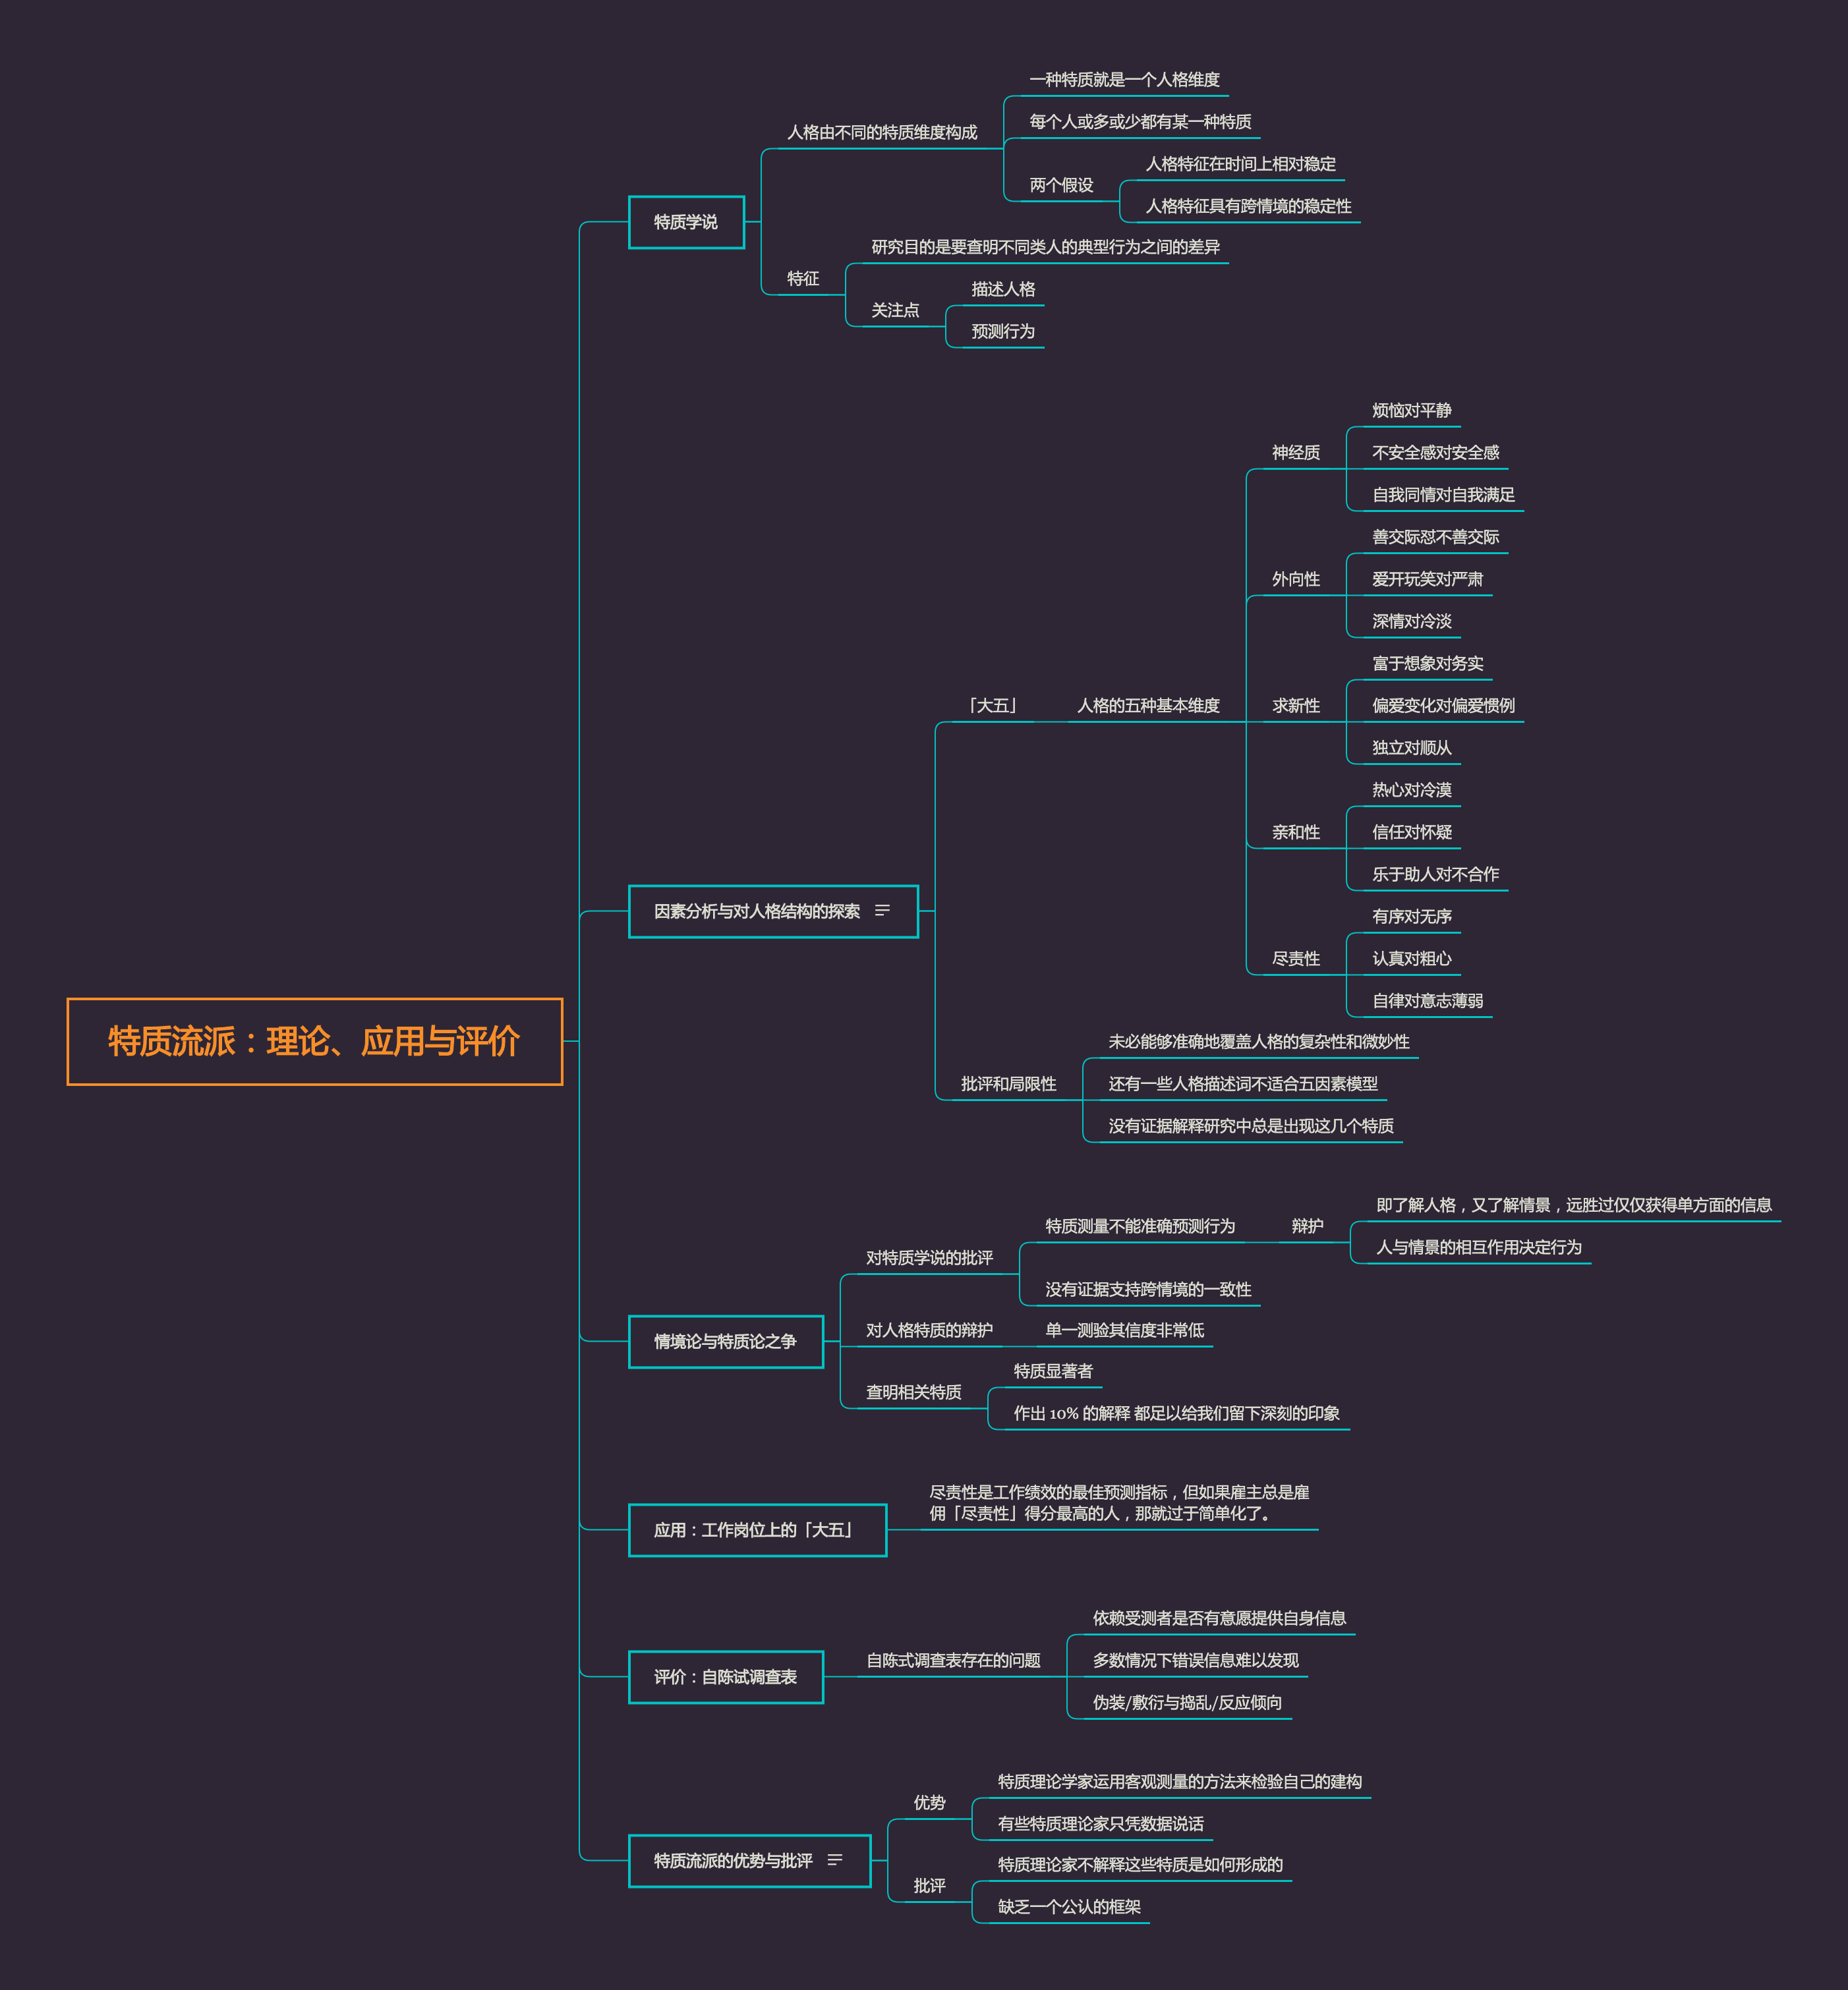 特质流派：理论、应用与评价
特质学说
人格由不同的特质维度构成
一种特质就是一个人格维度
每个人或多或少都有某一种特质
两个假设
人格特征在时间上相对稳定
人格特征具有跨情境的稳定性
特征
研究目的是要查明不同类人的典型行为之间的差异
关注点
描述人格
预测行为
因素分析与对人格结构的探索
「大五」
人格的五种基本维度
神经质
烦恼对平静
不安全感对安全感
自我同情对自我满足
外向性
善交际怼不善交际
爱开玩笑对严肃
深情对冷淡
求新性
富于想象对务实
偏爱变化对偏爱惯例
独立对顺从
亲和性
热心对冷漠
信任对怀疑
乐于助人对不合作
尽责性
有序对无序
认真对粗心
自律对意志薄弱
批评和局限性
未必能够准确地覆盖人格的复杂性和微妙性
还有一些人格描述词不适合五因素模型
没有证据解释研究中总是出现这几个特质
情境论与特质论之争
对特质学说的批评
特质测量不能准确预测行为
辩护
即了解人格，又了解情景，远胜过仅仅获得单方面的信息
人与情景的相互作用决定行为
没有证据支持跨情境的一致性
对人格特质的辩护
单一测验其信度非常低
查明相关特质
特质显著者
作出 10% 的解释 都足以给我们留下深刻的印象
应用：工作岗位上的「大五」
尽责性是工作绩效的最佳预测指标，但如果雇主总是雇
佣「尽责性」得分最高的人，那就过于简单化了。
评价：自陈试调查表
自陈式调查表存在的问题
依赖受测者是否有意愿提供自身信息
多数情况下错误信息难以发现
伪装/敷衍与捣乱/反应倾向
特质流派的优势与批评
优势
特质理论学家运用客观测量的方法来检验自己的建构
有些特质理论家只凭数据说话
批评
特质理论家不解释这些特质是如何形成的
缺乏一个公认的框架